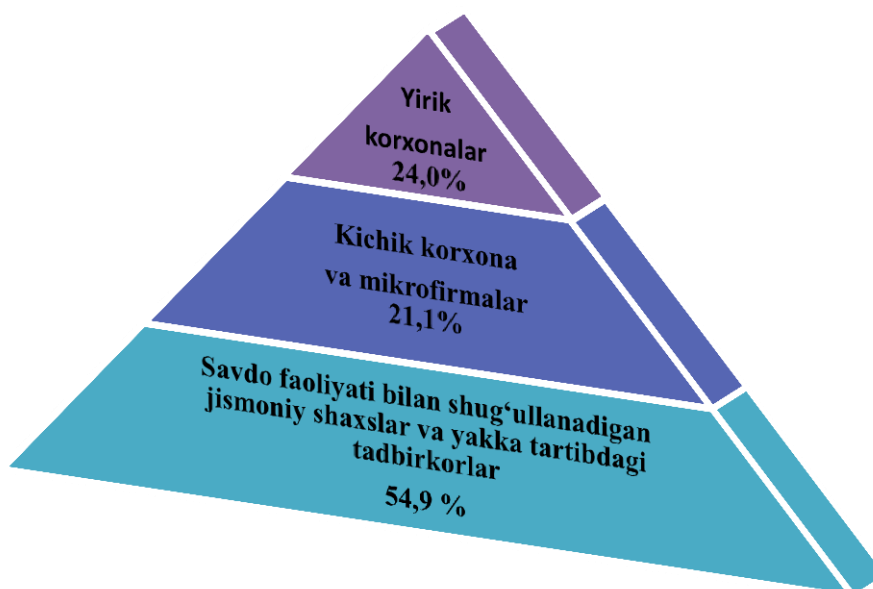 Yirik
korxonalar
24,0%
Kichik korxona
va mikrofirmalar
21,1%
Savdo faoliyati bilan shug‘ullanadigan
jismoniy shaxslar va yakka tartibdagi
tadbirkorlar
54,9 %